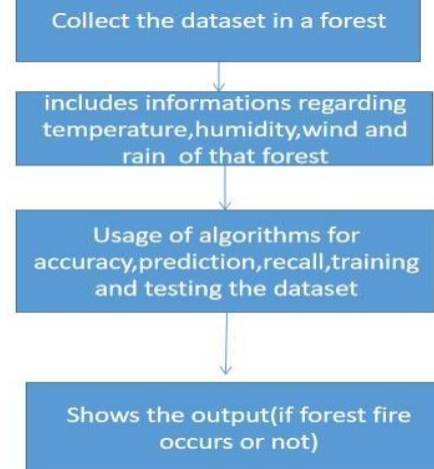 Collect the dataset in a forest
includes informations regarding
temperature,humidity,wind and
rain of that forest
Usage of algorithms for
accuracy,prediction,recall,training
and testing the dataset
Shows the output(if forest fire
occurs or not)